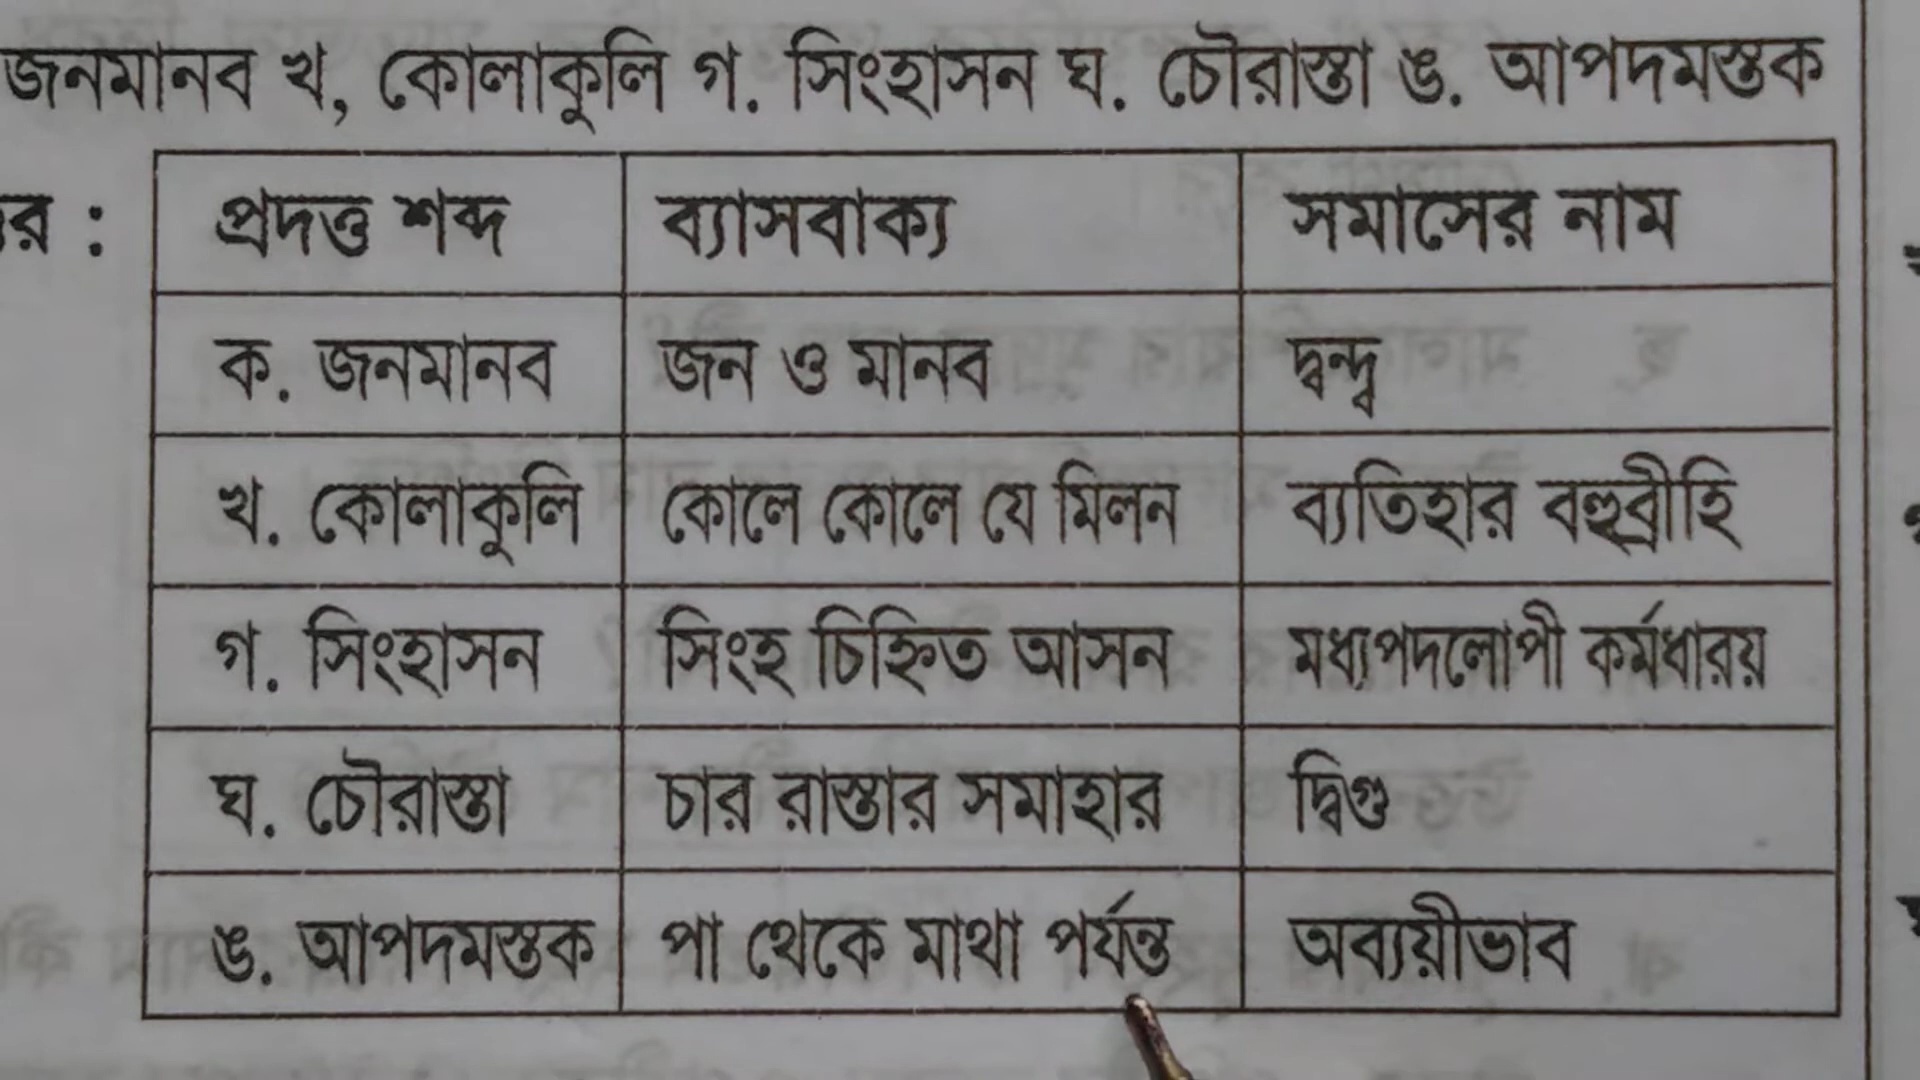 জনমানব খ, কোলাকুলি গ. সিংহাসন ঘ. চৌরাস্তা ঙ. আপদমস্তক
র : প্রদত্ত শব্দ ব্যাসবাক্য সমাসের নাম
ক. জনমানব জন ও মানব দ্বন্দ্ব
খ. কোলাকুলি কোলে কোলে যে মিলন ব্যতিহার বহুব্রীহি
গ. সিংহাসন সিংহ চিহ্নিত আসন মধ্যপদলোপী কর্মধারয়
ঘ. চৌরাস্তা চার রাস্তার সমাহার দ্বিগু
ঙ. আপদমস্তক পা থেকে মাথা পর্যন্ত অব্যয়ীভাব